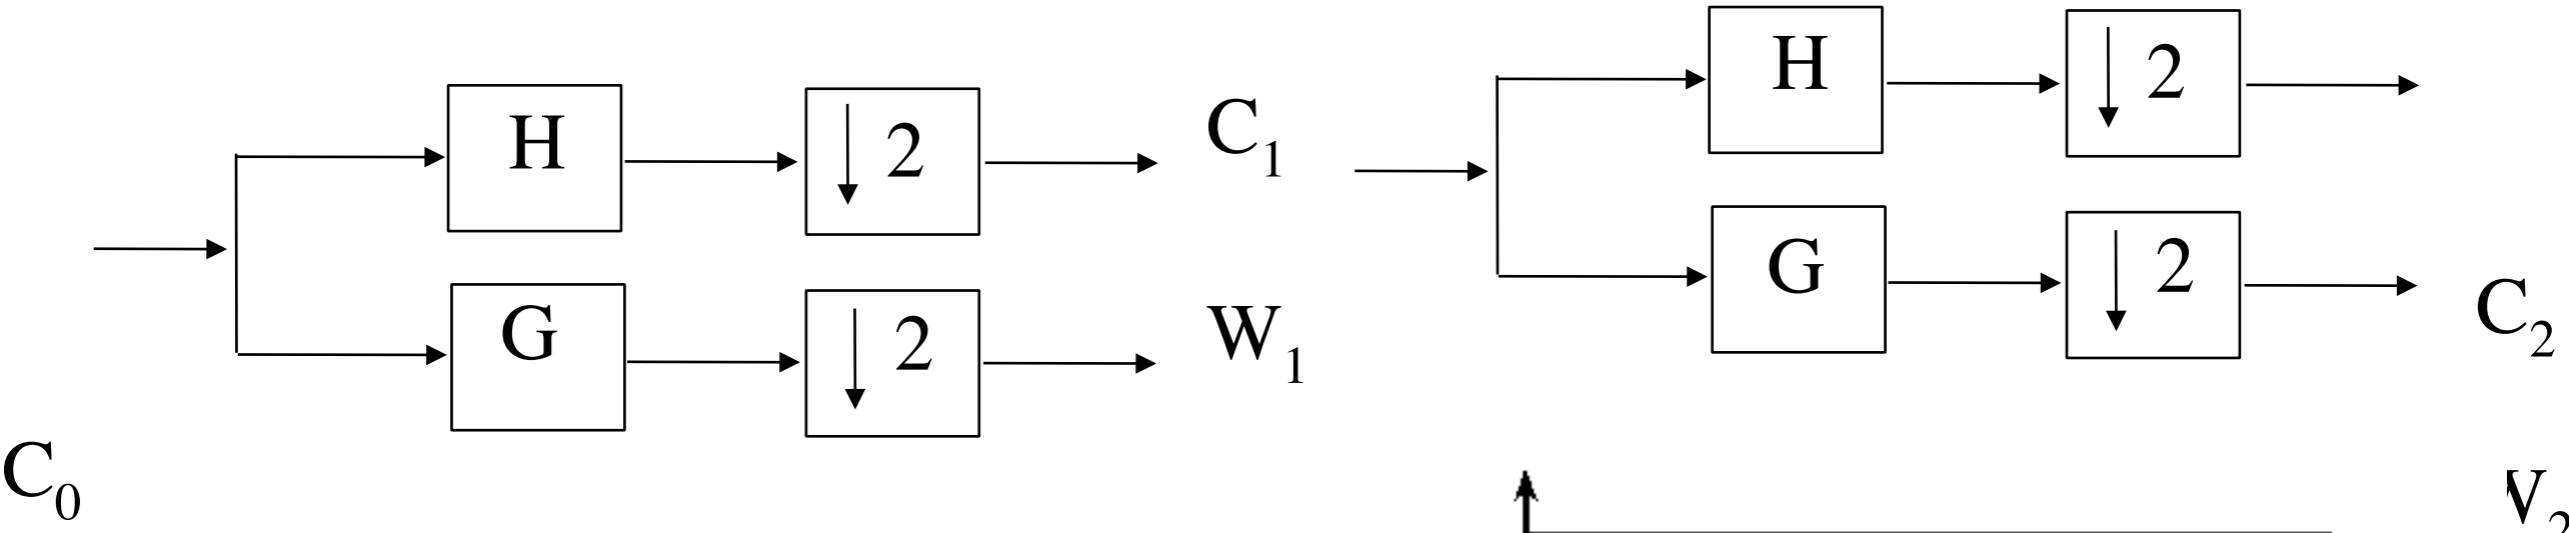 H ↓ 2
H ↓ 2
C₁
G ↓ 2
G ↓ 2
W₁
C₂
C₀